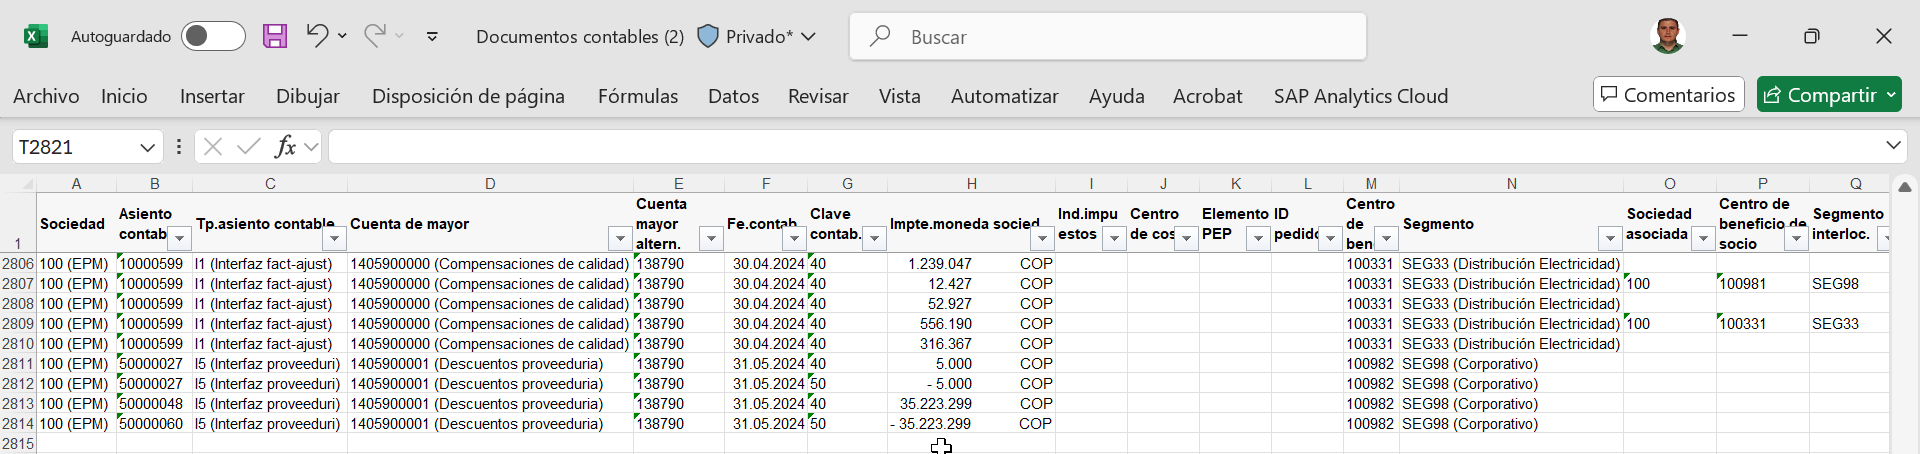 Autoguardado Documentos contables (2) Privado* Buscar
Archivo Inicio Insertar Dibujar Disposición de página Fórmulas Datos Revisar Vista Automatizar Ayuda Acrobat SAP Analytics Cloud Comentarios Compartir
T2821 fx
A B C D E F G H I J K L M N O P Q
1 Sociedad Asiento contab Tp.asiento contable Cuenta de mayor Cuenta mayor altern. Fe.contab Clave contab. Impte.moneda socied Ind.impu estos Centro de cos Elemento PEP ID pedido Centro de bene Segmento Sociedad asociada Centro de beneficio de socio Segmento interloc.
2806 100 (EPM) 10000599 I1 (Interfaz fact-ajust) 1405900000 (Compensaciones de calidad) 138790 30.04.2024 40 1.239.047 COP 100331 SEG33 (Distribución Electricidad)
2807 100 (EPM) 10000599 I1 (Interfaz fact-ajust) 1405900000 (Compensaciones de calidad) 138790 30.04.2024 40 12.427 COP 100331 SEG33 (Distribución Electricidad) 100 100981 SEG98
2808 100 (EPM) 10000599 I1 (Interfaz fact-ajust) 1405900000 (Compensaciones de calidad) 138790 30.04.2024 40 52.927 COP 100331 SEG33 (Distribución Electricidad)
2809 100 (EPM) 10000599 I1 (Interfaz fact-ajust) 1405900000 (Compensaciones de calidad) 138790 30.04.2024 40 556.190 COP 100331 SEG33 (Distribución Electricidad) 100 100331 SEG33
2810 100 (EPM) 10000599 I1 (Interfaz fact-ajust) 1405900000 (Compensaciones de calidad) 138790 30.04.2024 40 316.367 COP 100331 SEG33 (Distribución Electricidad)
2811 100 (EPM) 50000027 I5 (Interfaz proveeduri) 1405900001 (Descuentos proveeduria) 138790 31.05.2024 40 5.000 COP 100982 SEG98 (Corporativo)
2812 100 (EPM) 50000027 I5 (Interfaz proveeduri) 1405900001 (Descuentos proveeduria) 138790 31.05.2024 50 - 5.000 COP 100982 SEG98 (Corporativo)
2813 100 (EPM) 50000048 I5 (Interfaz proveeduri) 1405900001 (Descuentos proveeduria) 138790 31.05.2024 40 35.223.299 COP 100982 SEG98 (Corporativo)
2814 100 (EPM) 50000060 I5 (Interfaz proveeduri) 1405900001 (Descuentos proveeduria) 138790 31.05.2024 50 - 35.223.299 COP 100982 SEG98 (Corporativo)
2815